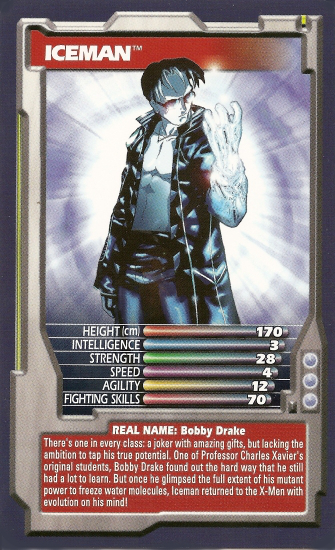 ICEMAN™
HEIGHT (cm) 170
INTELLIGENCE 3
STRENGTH 28
SPEED 4
AGILITY 12
FIGHTING SKILLS 70
REAL NAME: Bobby Drake
There's one in every class: a joker with amazing gifts, but lacking the
ambition to tap his true potential. One of Professor Charles Xavier's
original students, Bobby Drake found out the hard way that he still
had a lot to learn. But once he glimpsed the full extent of his mutant
power to freeze water molecules, Iceman returned to the X-Men with
evolution on his mind!